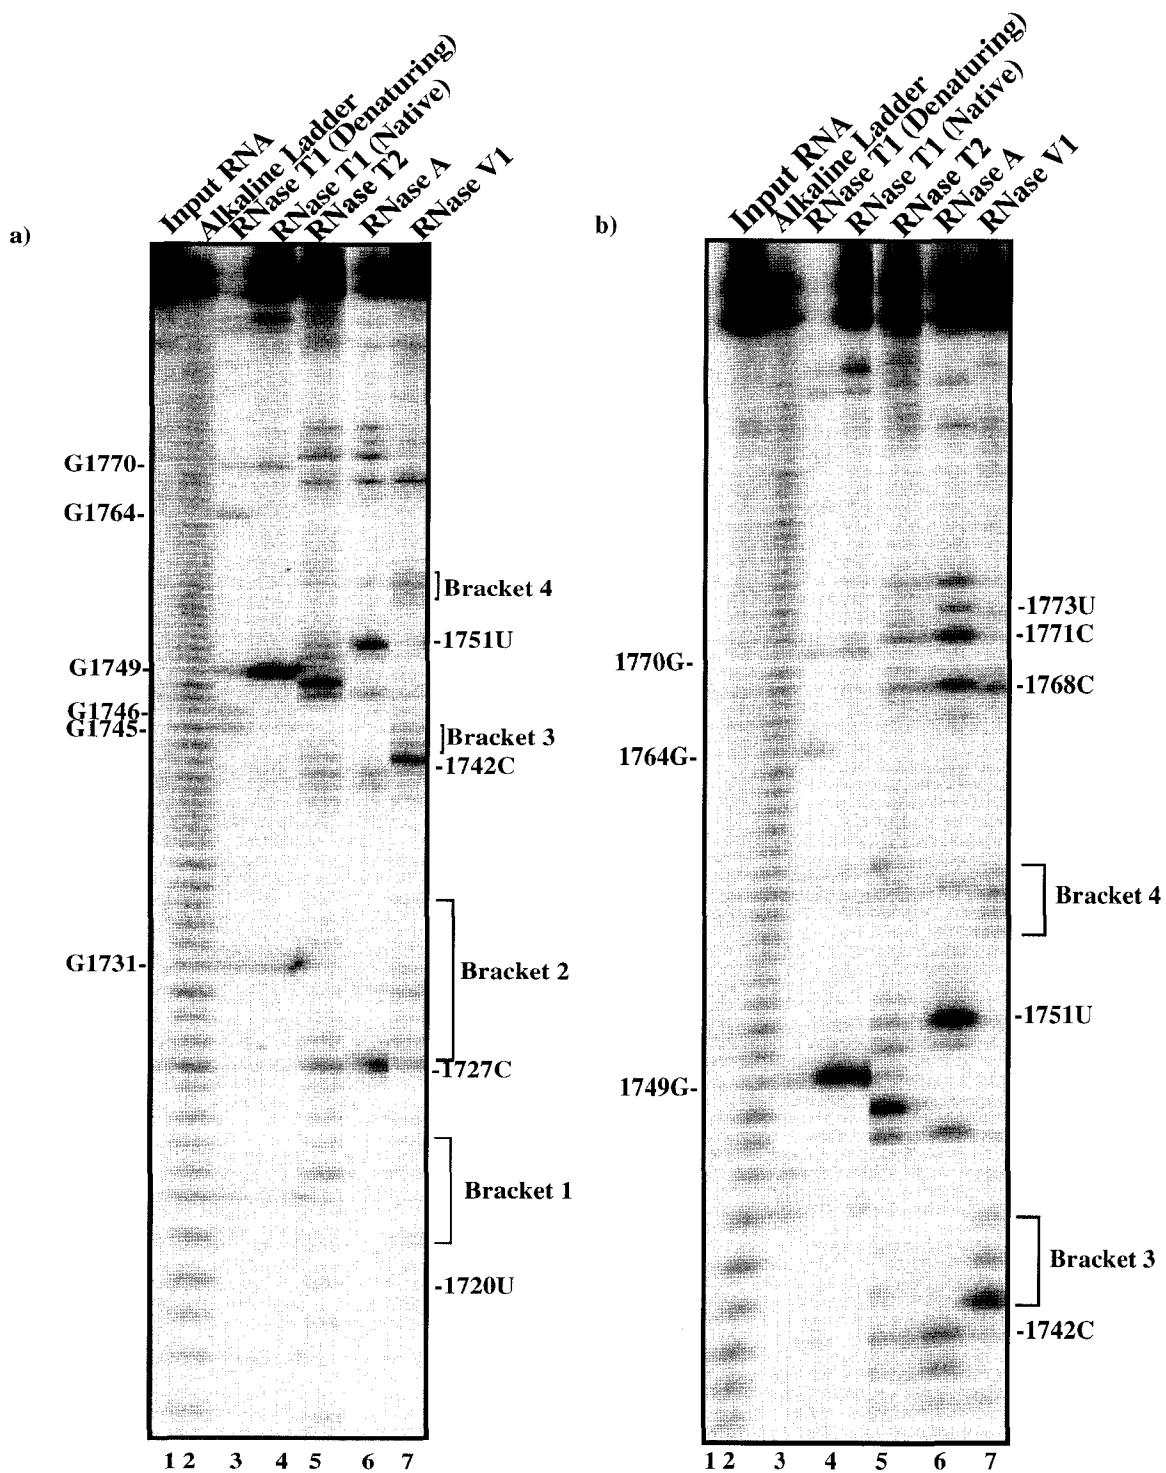 a)
Input RNA
Alkaline Ladder
RNase T1 (Denaturing)
RNase T1 (Native)
RNase T2
RNase A
RNase V1
G1770-
G1764-
G1749-
G1746-
G1745-
G1731-
Bracket 4
-1751U
Bracket 3
-1742C
Bracket 2
-1727C
Bracket 1
-1720U
1 2 3 4 5 6 7
b)
Input RNA
Alkaline Ladder
RNase T1 (Denaturing)
RNase T1 (Native)
RNase T2
RNase A
RNase V1
1770G-
1764G-
1749G-
-1773U
-1771C
-1768C
Bracket 4
-1751U
Bracket 3
-1742C
1 2 3 4 5 6 7